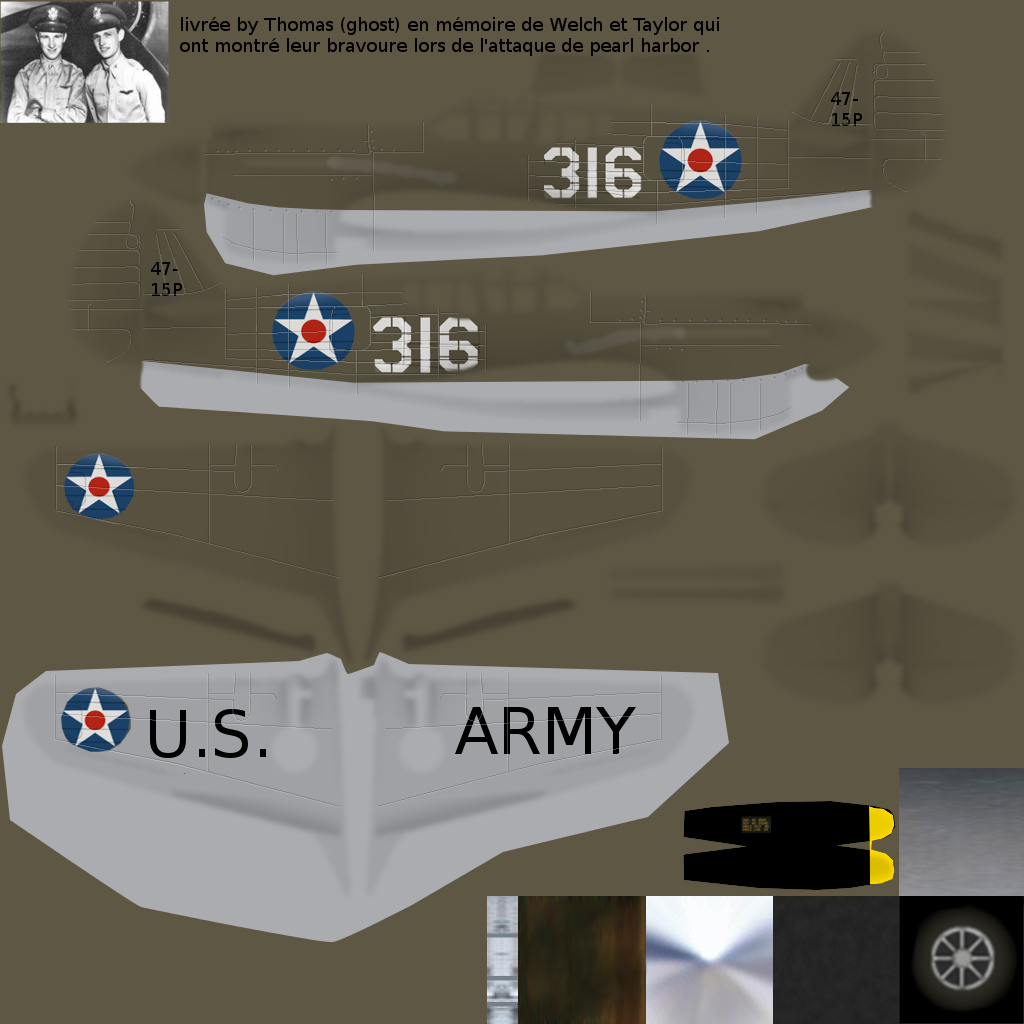 livrée by Thomas (ghost) en mémoire de Welch et Taylor qui
ont montré leur bravoure lors de l'attaque de pearl harbor .
47-
15P
316
47-
15P
316
U.S. ARMY